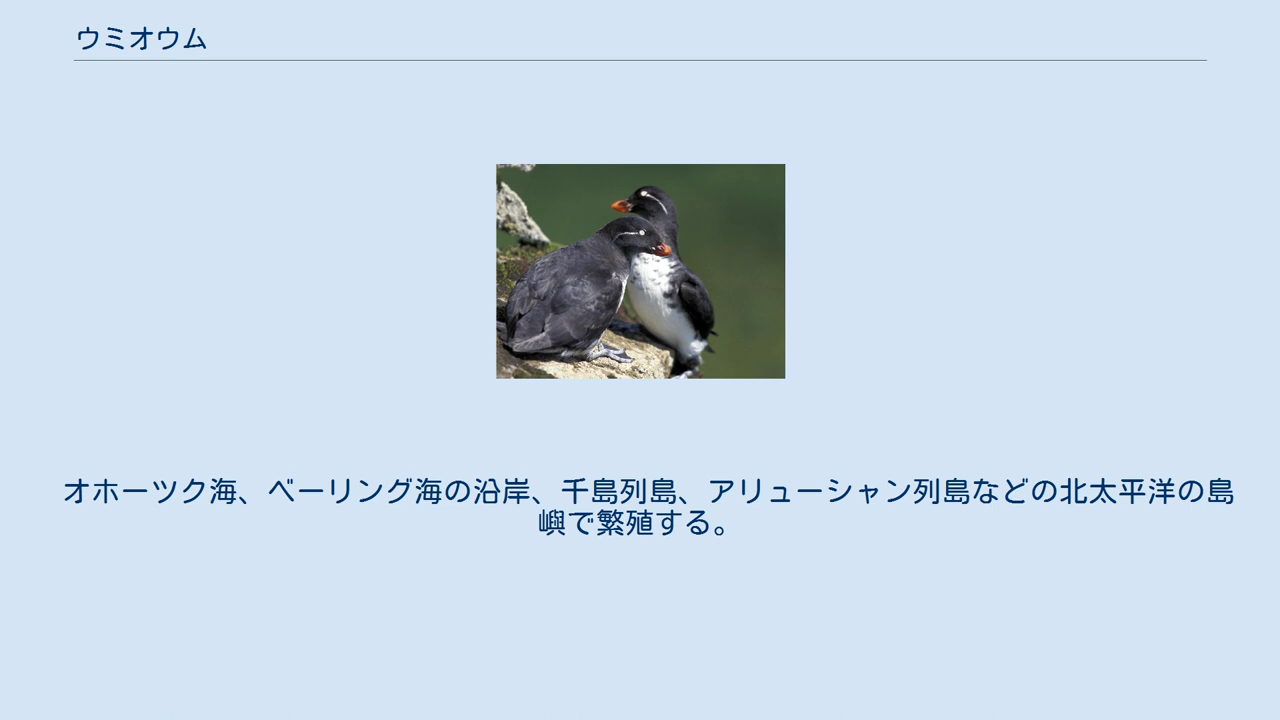 ウミオウム
オホーツク海、ベーリング海の沿岸、千島列島、アリューシャン列島などの北太平洋の島
嶼で繁殖する。